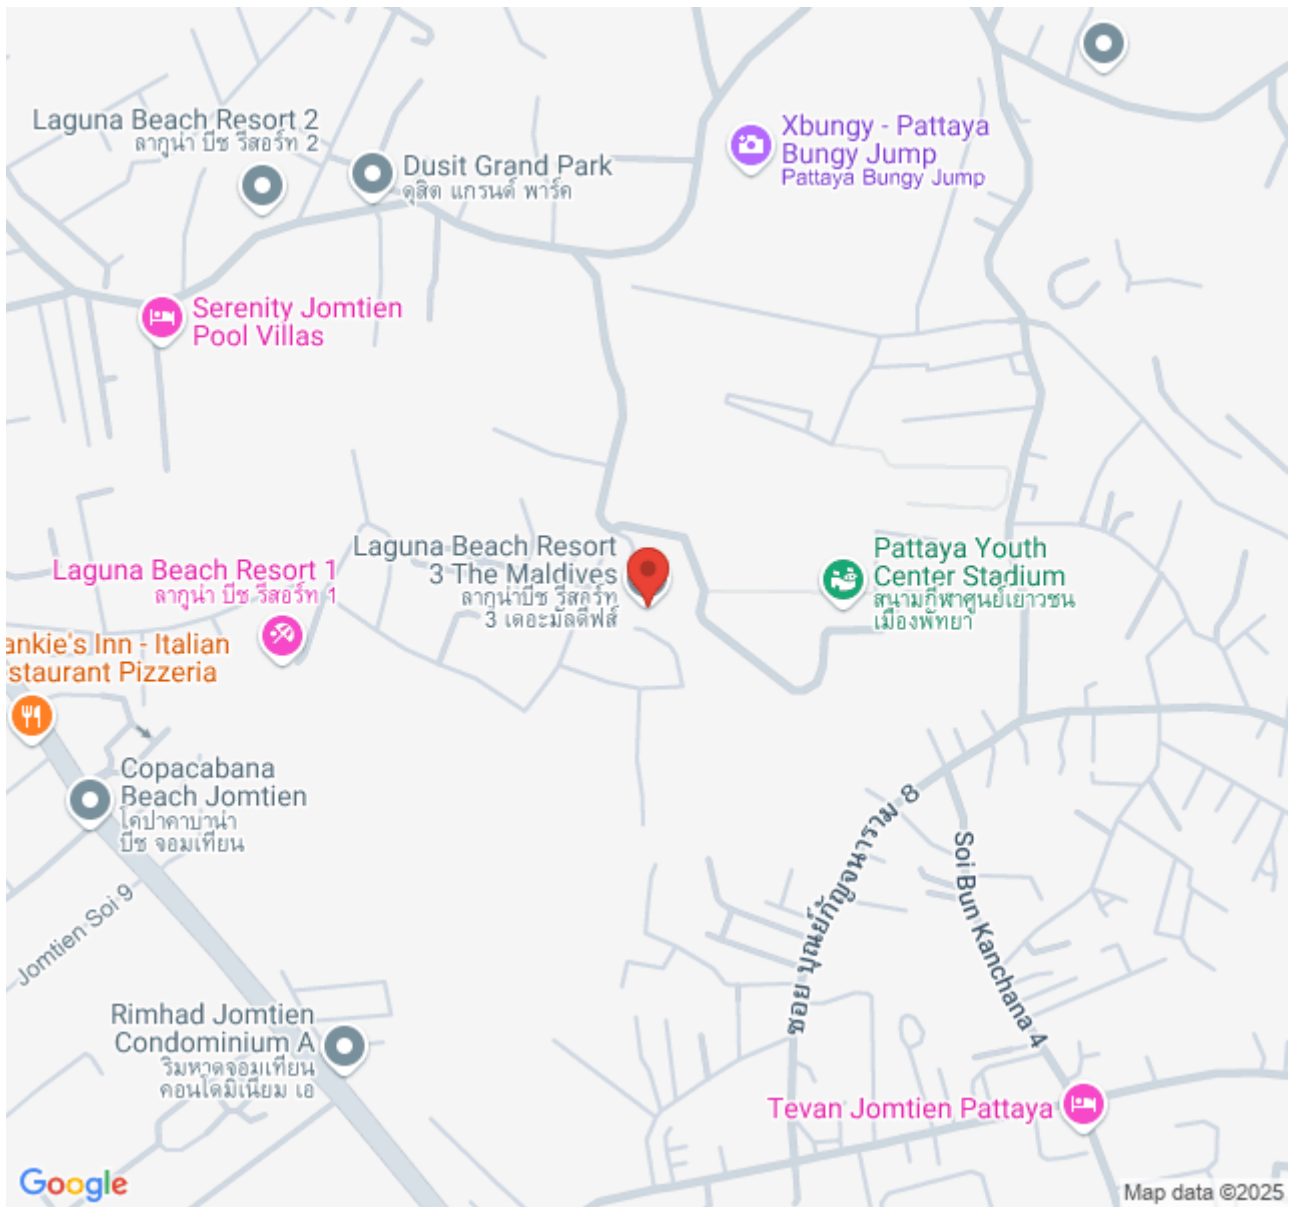 Laguna Beach Resort 2
ลากูน่า บีช รีสอร์ท 2
Dusit Grand Park
ดุสิต แกรนด์ พาร์ค
Xbungy - Pattaya
Bungy Jump
Pattaya Bungy Jump
Serenity Jomtien
Pool Villas
Laguna Beach Resort
3 The Maldives
ลากูน่าบีช รีสอร์ท
3 เดอะมัลดีฟส์
Pattaya Youth
Center Stadium
สนามกีฬาศูนย์เยาวชน
เมืองพัทยา
Laguna Beach Resort 1
ลากูน่า บีช รีสอร์ท 1
ankie's Inn - Italian
staurant Pizzeria
Copacabana
Beach Jomtien
โคปาคาบาน่า
บีช จอมเทียน
ซอย บุณย์กัญจนาราม 8
Soi Bun Kanchana 4
Jomtien Soi 9
Rimhad Jomtien
Condominium A
ริมหาดจอมเทียน
คอนโดมิเนียม เอ
Tevan Jomtien Pattaya
Google
Map data ©2025